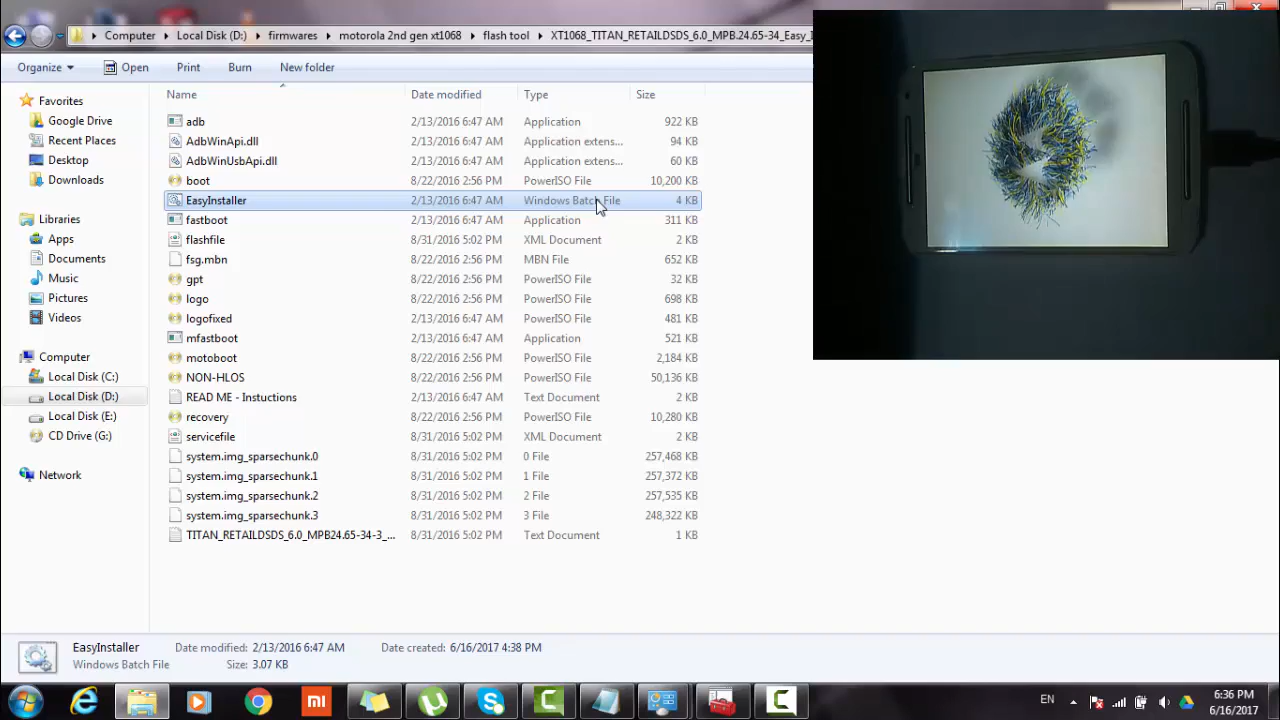 Computer Local Disk (D:) firmwares motorola 2nd gen xt1068 flash tool XT1068_TITAN_RETAILDSDS_6.0_MPB.24.65-34_Easy_I
Organize Open Print Burn New folder
Name Date modified Type Size
Favorites
Google Drive
Recent Places
Desktop
Downloads
Libraries
Apps
Documents
Music
Pictures
Videos
Computer
Local Disk (C:)
Local Disk (D:)
Local Disk (E:)
CD Drive (G:)
Network
adb 2/13/2016 6:47 AM Application 922 KB
AdbWinApi.dll 2/13/2016 6:47 AM Application extens... 94 KB
AdbWinUsbApi.dll 2/13/2016 6:47 AM Application extens... 60 KB
boot 8/22/2016 2:56 PM PowerISO File 10,200 KB
EasyInstaller 2/13/2016 6:47 AM Windows Batch File 4 KB
fastboot 2/13/2016 6:47 AM Application 311 KB
flashfile 8/31/2016 5:02 PM XML Document 2 KB
fsg.mbn 8/22/2016 2:56 PM MBN File 652 KB
gpt 8/22/2016 2:56 PM PowerISO File 32 KB
logo 8/22/2016 2:56 PM PowerISO File 698 KB
logofixed 2/13/2016 6:47 AM PowerISO File 481 KB
mfastboot 2/13/2016 6:47 AM Application 521 KB
motoboot 8/22/2016 2:56 PM PowerISO File 2,184 KB
NON-HLOS 8/22/2016 2:56 PM PowerISO File 50,136 KB
READ ME - Instuctions 2/13/2016 6:47 AM Text Document 2 KB
recovery 8/22/2016 2:56 PM PowerISO File 10,280 KB
servicefile 8/31/2016 5:02 PM XML Document 2 KB
system.img_sparsechunk.0 8/31/2016 5:02 PM 0 File 257,468 KB
system.img_sparsechunk.1 8/31/2016 5:02 PM 1 File 257,372 KB
system.img_sparsechunk.2 8/31/2016 5:02 PM 2 File 257,535 KB
system.img_sparsechunk.3 8/31/2016 5:02 PM 3 File 248,322 KB
TITAN_RETAILDSDS_6.0_MPB24.65-34-3_... 8/31/2016 5:02 PM Text Document 1 KB
EasyInstaller Date modified: 2/13/2016 6:47 AM Date created: 6/16/2017 4:38 PM
Windows Batch File Size: 3.07 KB
EN 6:36 PM
6/16/2017